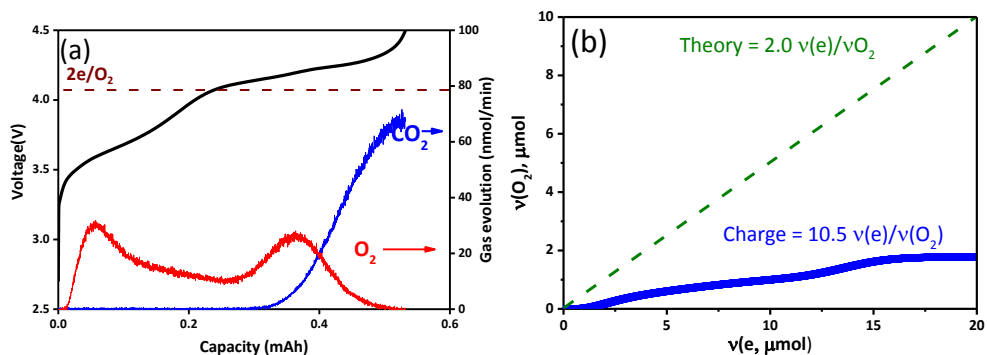 (a)
2e/O₂
CO₂
O₂
4.5
4.0
3.5
3.0
2.5
Voltage(V)
100
80
60
40
20
0
Gas evolution (nmol/min)
0.0
0.2
0.4
0.6
Capacity (mAh)
(b)
Theory = 2.0 ν(e)/νO₂
Charge = 10.5 ν(e)/ν(O₂)
10
8
6
4
2
0
ν(O₂), μmol
0
5
10
15
20
ν(e, μmol)